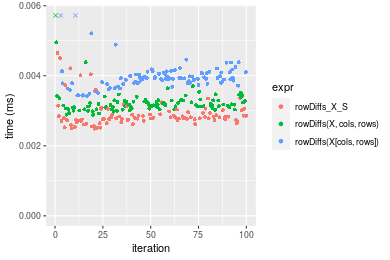 0.006
0.004
0.002
0.000
time (ms)
0
25
50
75
100
iteration
expr
rowDiffs_X_S
rowDiffs(X, cols, rows)
rowDiffs(X[cols, rows])